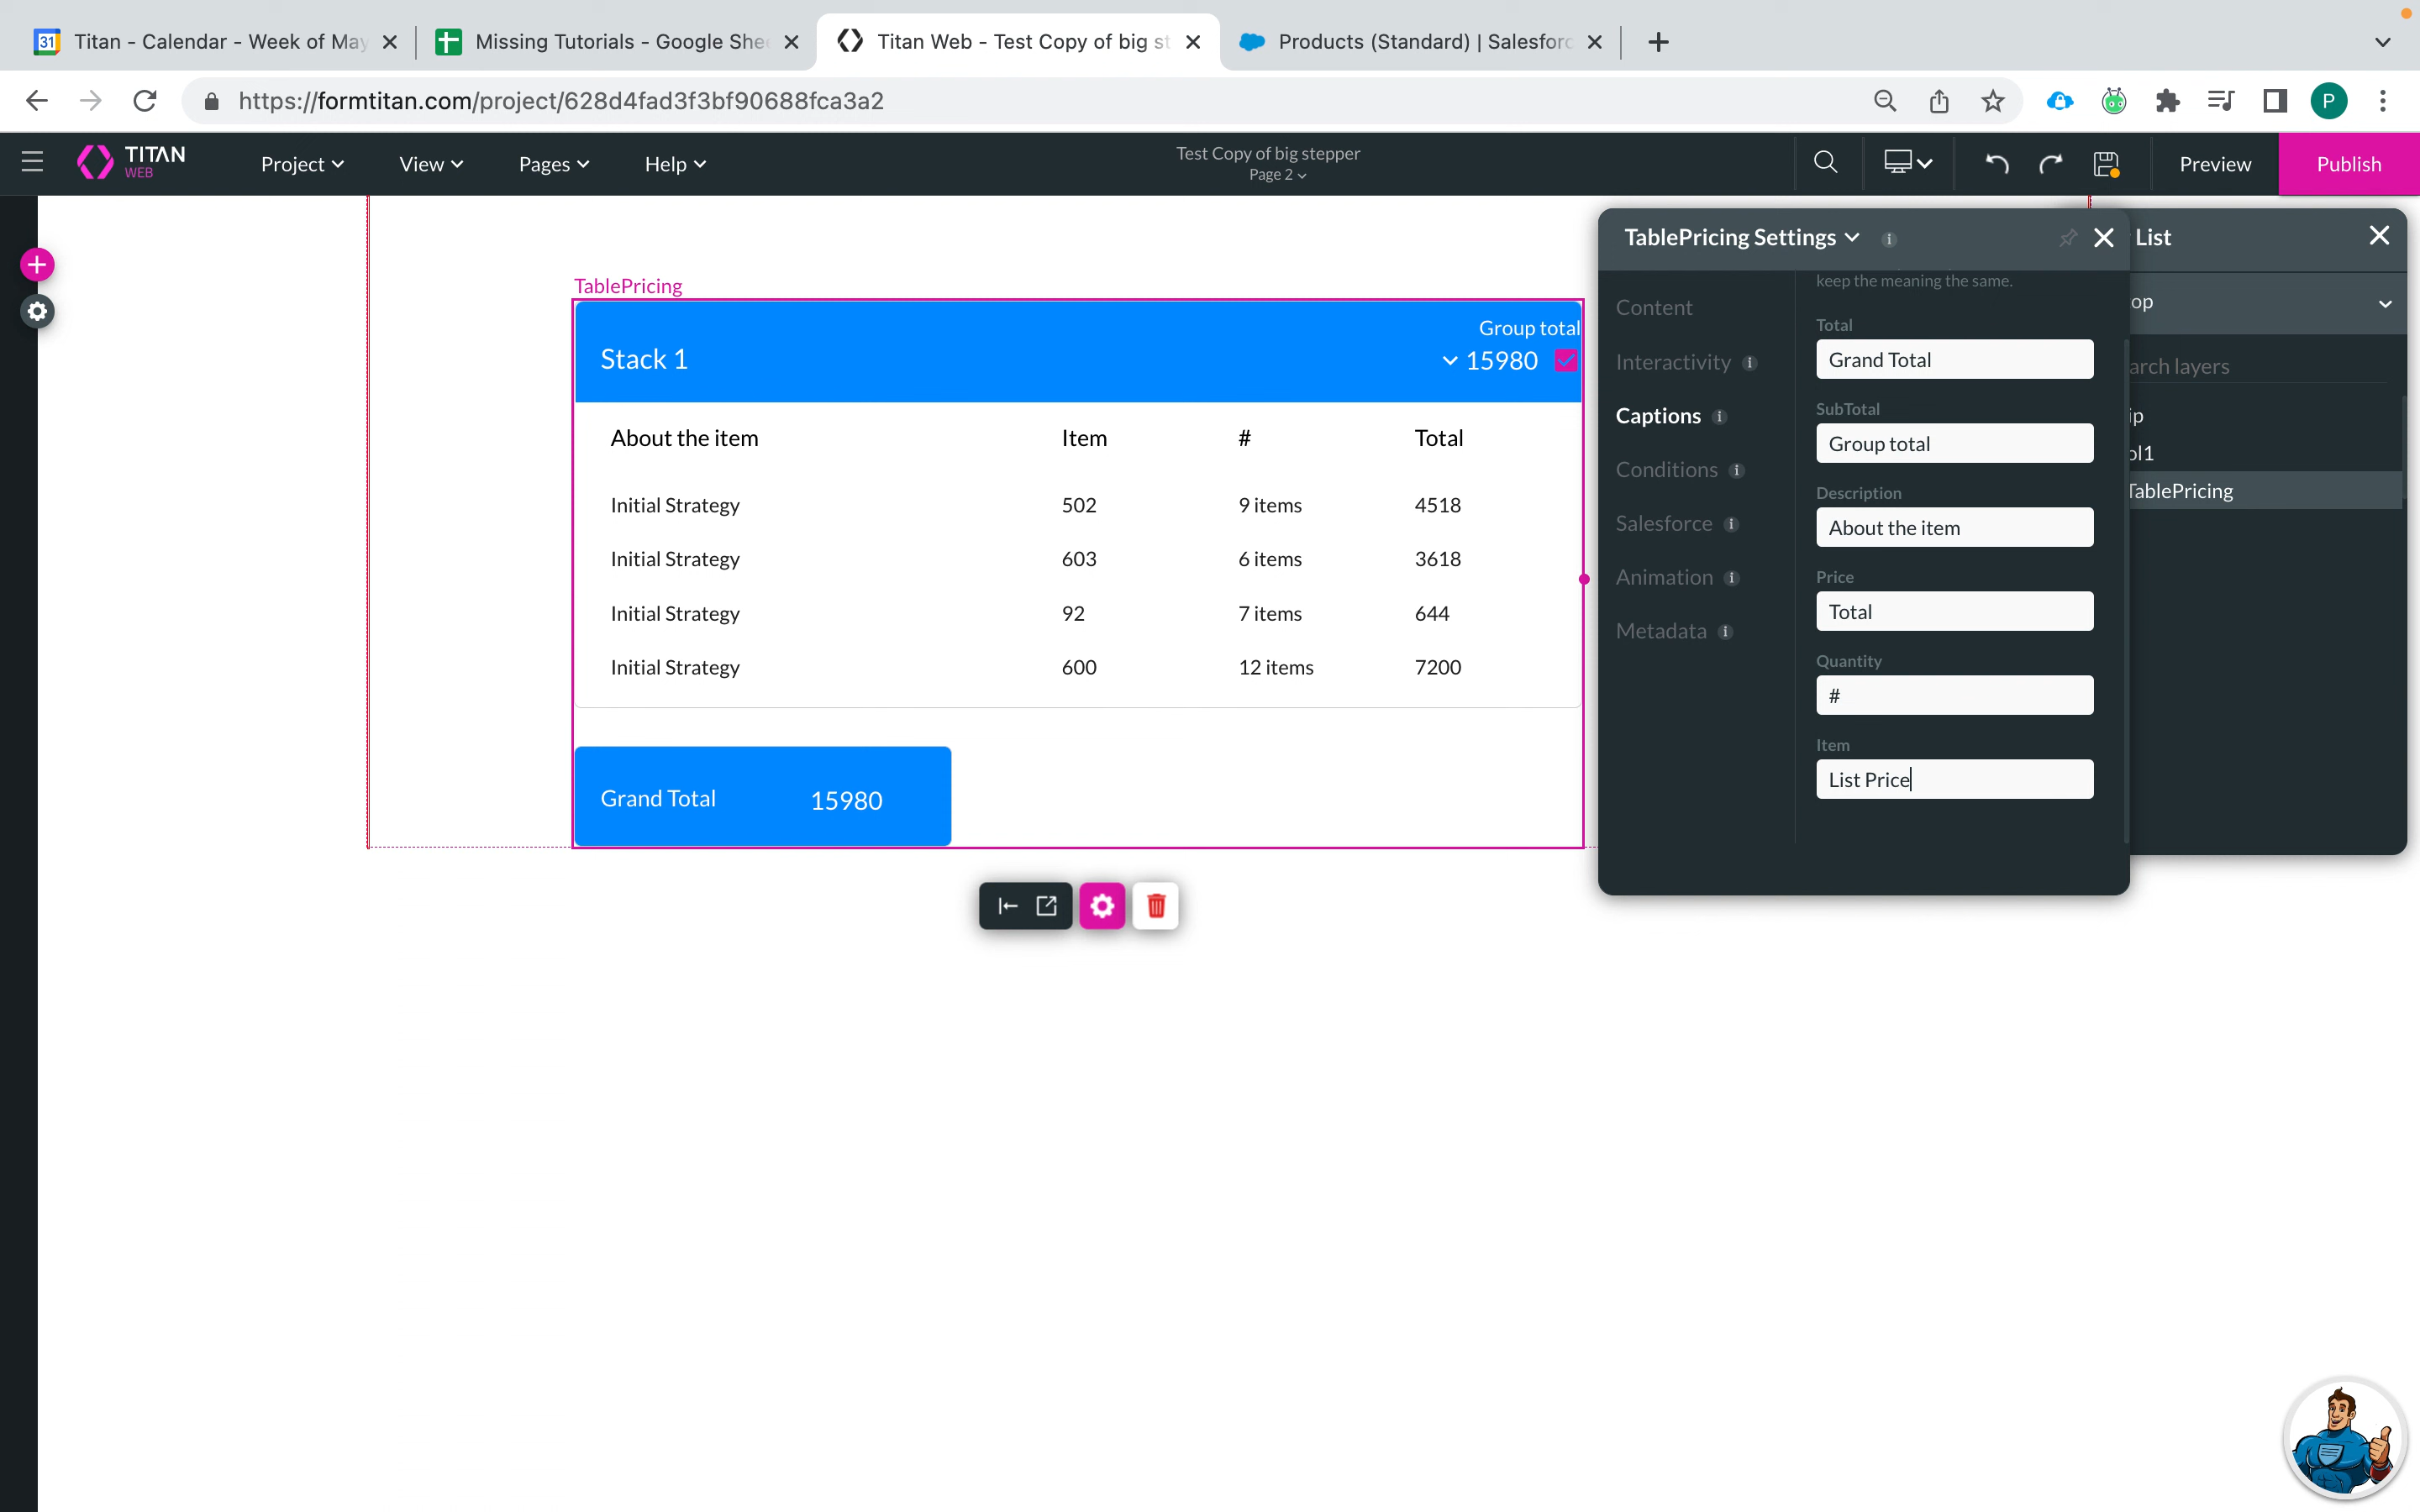 31 Titan - Calendar - Week of May
Missing Tutorials - Google She
Titan Web - Test Copy of big st
Products (Standard) | Salesforc
https://formtitan.com/project/628d4fad3f3bf90688fca3a2
P
TITAN
WEB
Project
View
Pages
Help
Test Copy of big stepper
Page 2
Preview
Publish
TablePricing
Group total
Stack 1
15980
About the item Item # Total
Initial Strategy 502 9 items 4518
Initial Strategy 603 6 items 3618
Initial Strategy 92 7 items 644
Initial Strategy 600 12 items 7200
Grand Total 15980
TablePricing Settings
Content
Interactivity
Captions
Conditions
Salesforce
Animation
Metadata
keep the meaning the same.
Total
Grand Total
SubTotal
Group total
Description
About the item
Price
Total
Quantity
#
Item
List Price
List
op
arch layers
ip
ol1
TablePricing